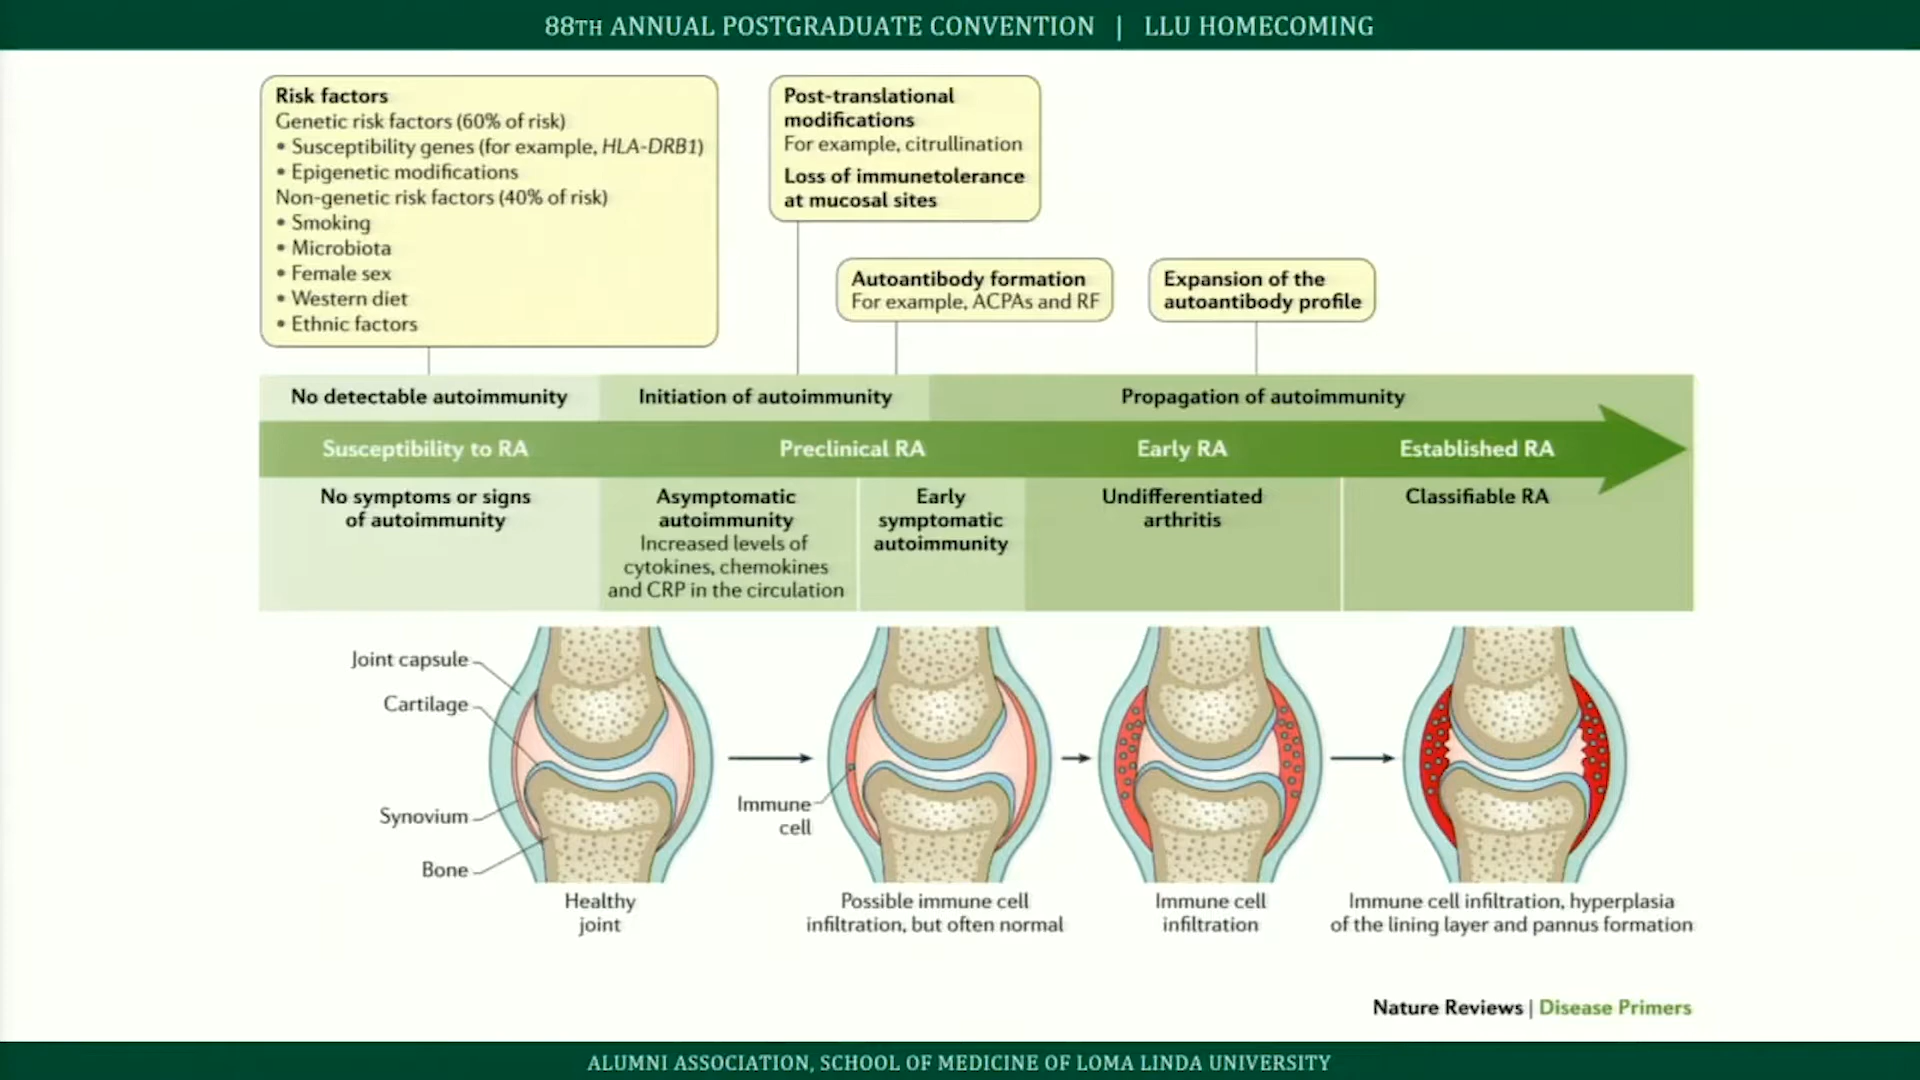 88TH ANNUAL POSTGRADUATE CONVENTION | LLU HOMECOMING
Risk factors
Genetic risk factors (60% of risk)
• Susceptibility genes (for example, HLA-DRB1)
• Epigenetic modifications
Non-genetic risk factors (40% of risk)
• Smoking
• Microbiota
• Female sex
• Western diet
• Ethnic factors
Post-translational
modifications
For example, citrullination
Loss of immunetolerance
at mucosal sites
Autoantibody formation
For example, ACPAs and RF
Expansion of the
autoantibody profile
No detectable autoimmunity
Initiation of autoimmunity
Propagation of autoimmunity
Susceptibility to RA
Preclinical RA
Early RA
Established RA
No symptoms or signs
of autoimmunity
Asymptomatic
autoimmunity
Increased levels of
cytokines, chemokines
and CRP in the circulation
Early
symptomatic
autoimmunity
Undifferentiated
arthritis
Classifiable RA
Joint capsule
Cartilage
Synovium
Bone
Immune
cell
Healthy
joint
Possible immune cell
infiltration, but often normal
Immune cell
infiltration
Immune cell infiltration, hyperplasia
of the lining layer and pannus formation
Nature Reviews | Disease Primers
ALUMNI ASSOCIATION, SCHOOL OF MEDICINE OF LOMA LINDA UNIVERSITY